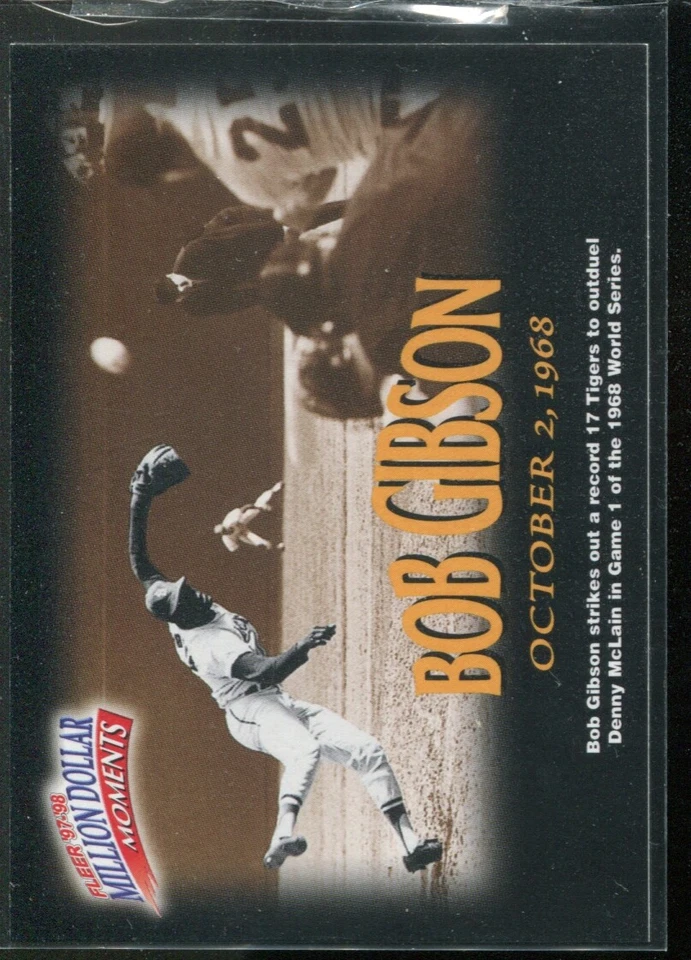 FLEER '97-'98
MILLION DOLLAR
MOMENTS
2
BOB GIBSON
OCTOBER 2, 1968
Bob Gibson strikes out a record 17 Tigers to outduel
Denny McLain in Game 1 of the 1968 World Series.